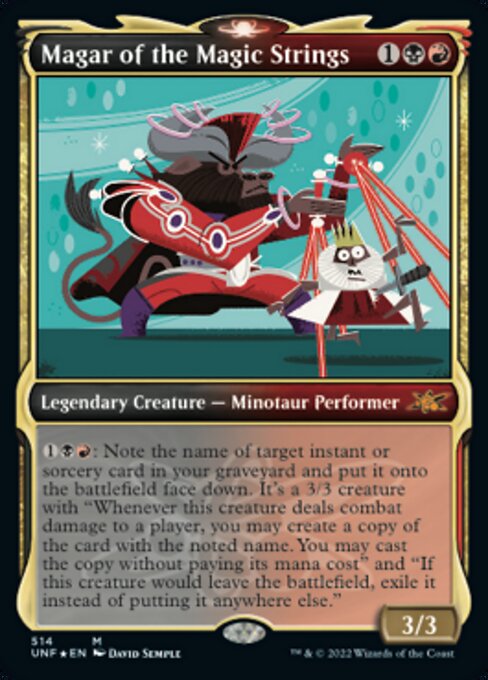 Magar of the Magic Strings 1
Legendary Creature — Minotaur Performer
1: Note the name of target instant or
sorcery card in your graveyard and put it onto
the battlefield face down. It's a 3/3 creature
with "Whenever this creature deals combat
damage to a player, you may create a copy of
the card with the noted name. You may cast
the copy without paying its mana cost" and "If
this creature would leave the battlefield, exile it
instead of putting it anywhere else."
3/3
514 M
UNF ★ EN DAVID SEMPLE
™ & © 2022 Wizards of the Coast